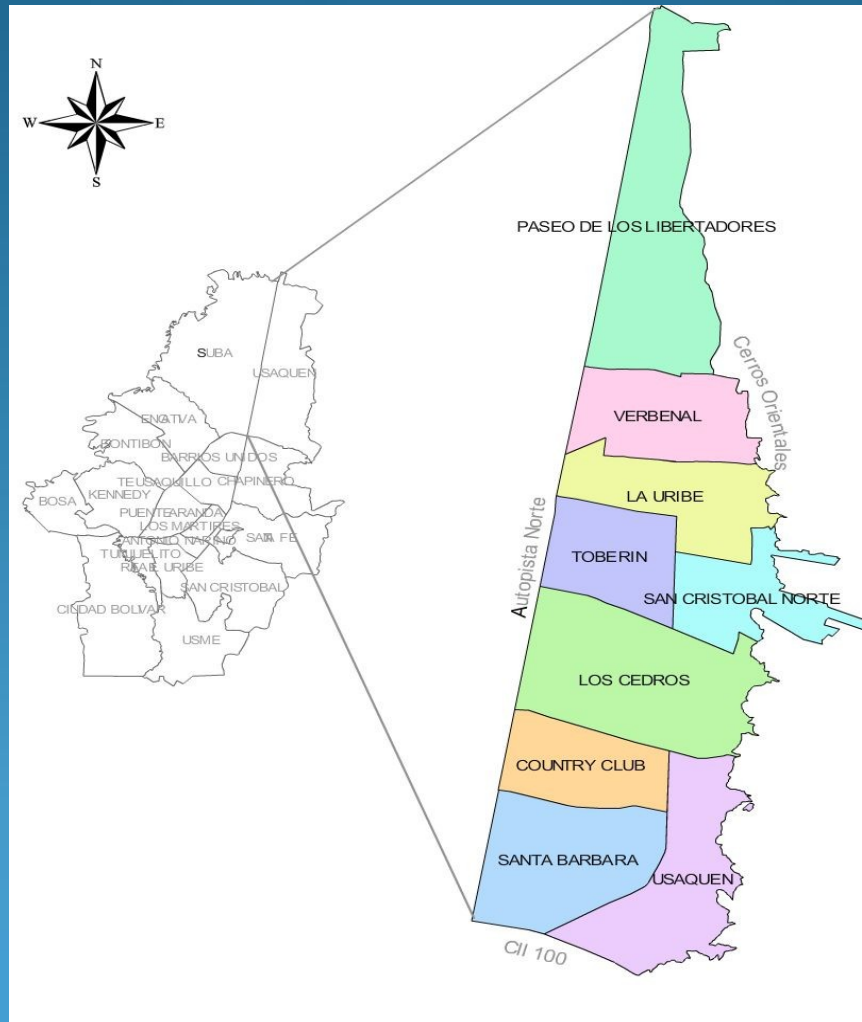 N
W
E
S
PASEO DE LOS LIBERTADORES
SUBA
USAQUEN
Cerros Orientales
VERBENAL
ENGATIVA
FONTIBON
BARRIOS UNIDOS
LA URIBE
TEUSAQUILLO
CHAPINERO
KENNEDY
BOSA
PUENTE ARANDA
LOS MARTIRES
Autopista Norte
ANTONIO NARIÑO
SANTA FE
TUNJUELITO
TOBERIN
RAFAEL URIBE
SAN CRISTOBAL
SAN CRISTOBAL NORTE
CIUDAD BOLIVAR
USME
LOS CEDROS
COUNTRY CLUB
SANTA BARBARA
USAQUEN
Cll 100